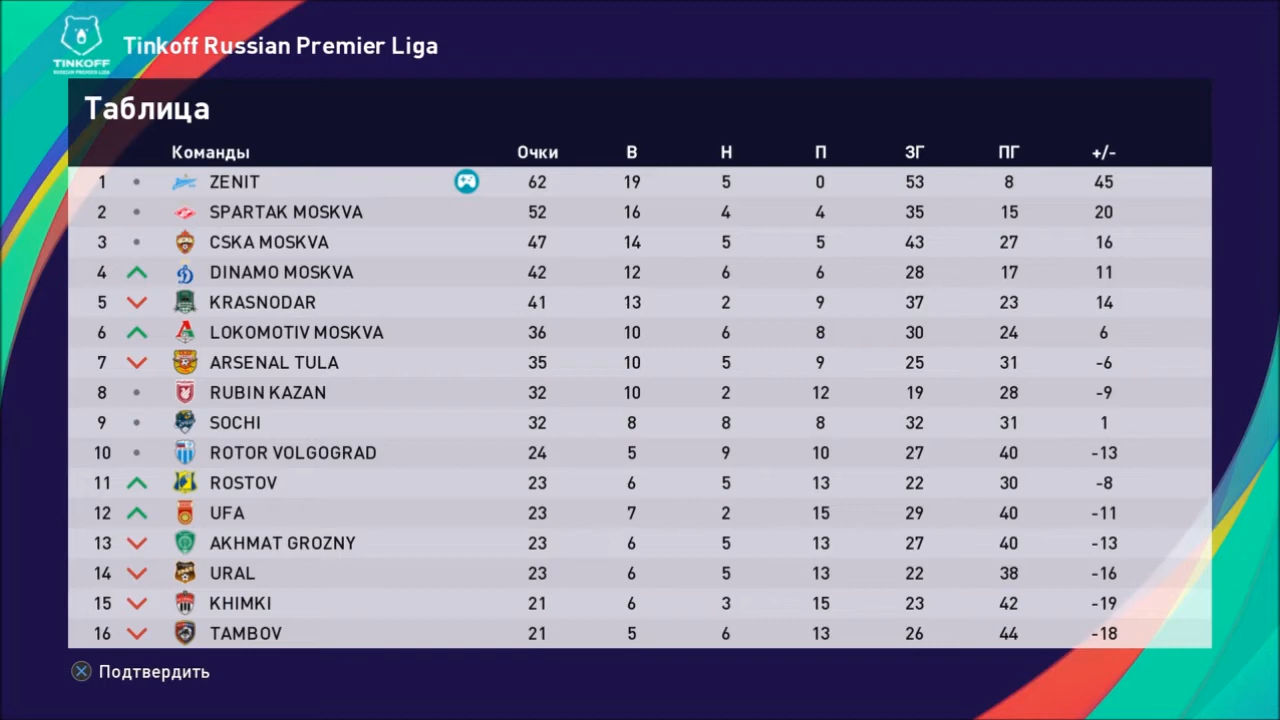 TINKOFF
RUSSIAN PREMIER LIGA
Tinkoff Russian Premier Liga
Таблица
Команды Очки В Н П ЗГ ПГ +/-
1 ZENIT 62 19 5 0 53 8 45
2 SPARTAK MOSKVA 52 16 4 4 35 15 20
3 CSKA MOSKVA 47 14 5 5 43 27 16
4 DINAMO MOSKVA 42 12 6 6 28 17 11
5 KRASNODAR 41 13 2 9 37 23 14
6 LOKOMOTIV MOSKVA 36 10 6 8 30 24 6
7 ARSENAL TULA 35 10 5 9 25 31 -6
8 RUBIN KAZAN 32 10 2 12 19 28 -9
9 SOCHI 32 8 8 8 32 31 1
10 ROTOR VOLGOGRAD 24 5 9 10 27 40 -13
11 ROSTOV 23 6 5 13 22 30 -8
12 UFA 23 7 2 15 29 40 -11
13 AKHMAT GROZNY 23 6 5 13 27 40 -13
14 URAL 23 6 5 13 22 38 -16
15 KHIMKI 21 6 3 15 23 42 -19
16 TAMBOV 21 5 6 13 26 44 -18
Подтвердить